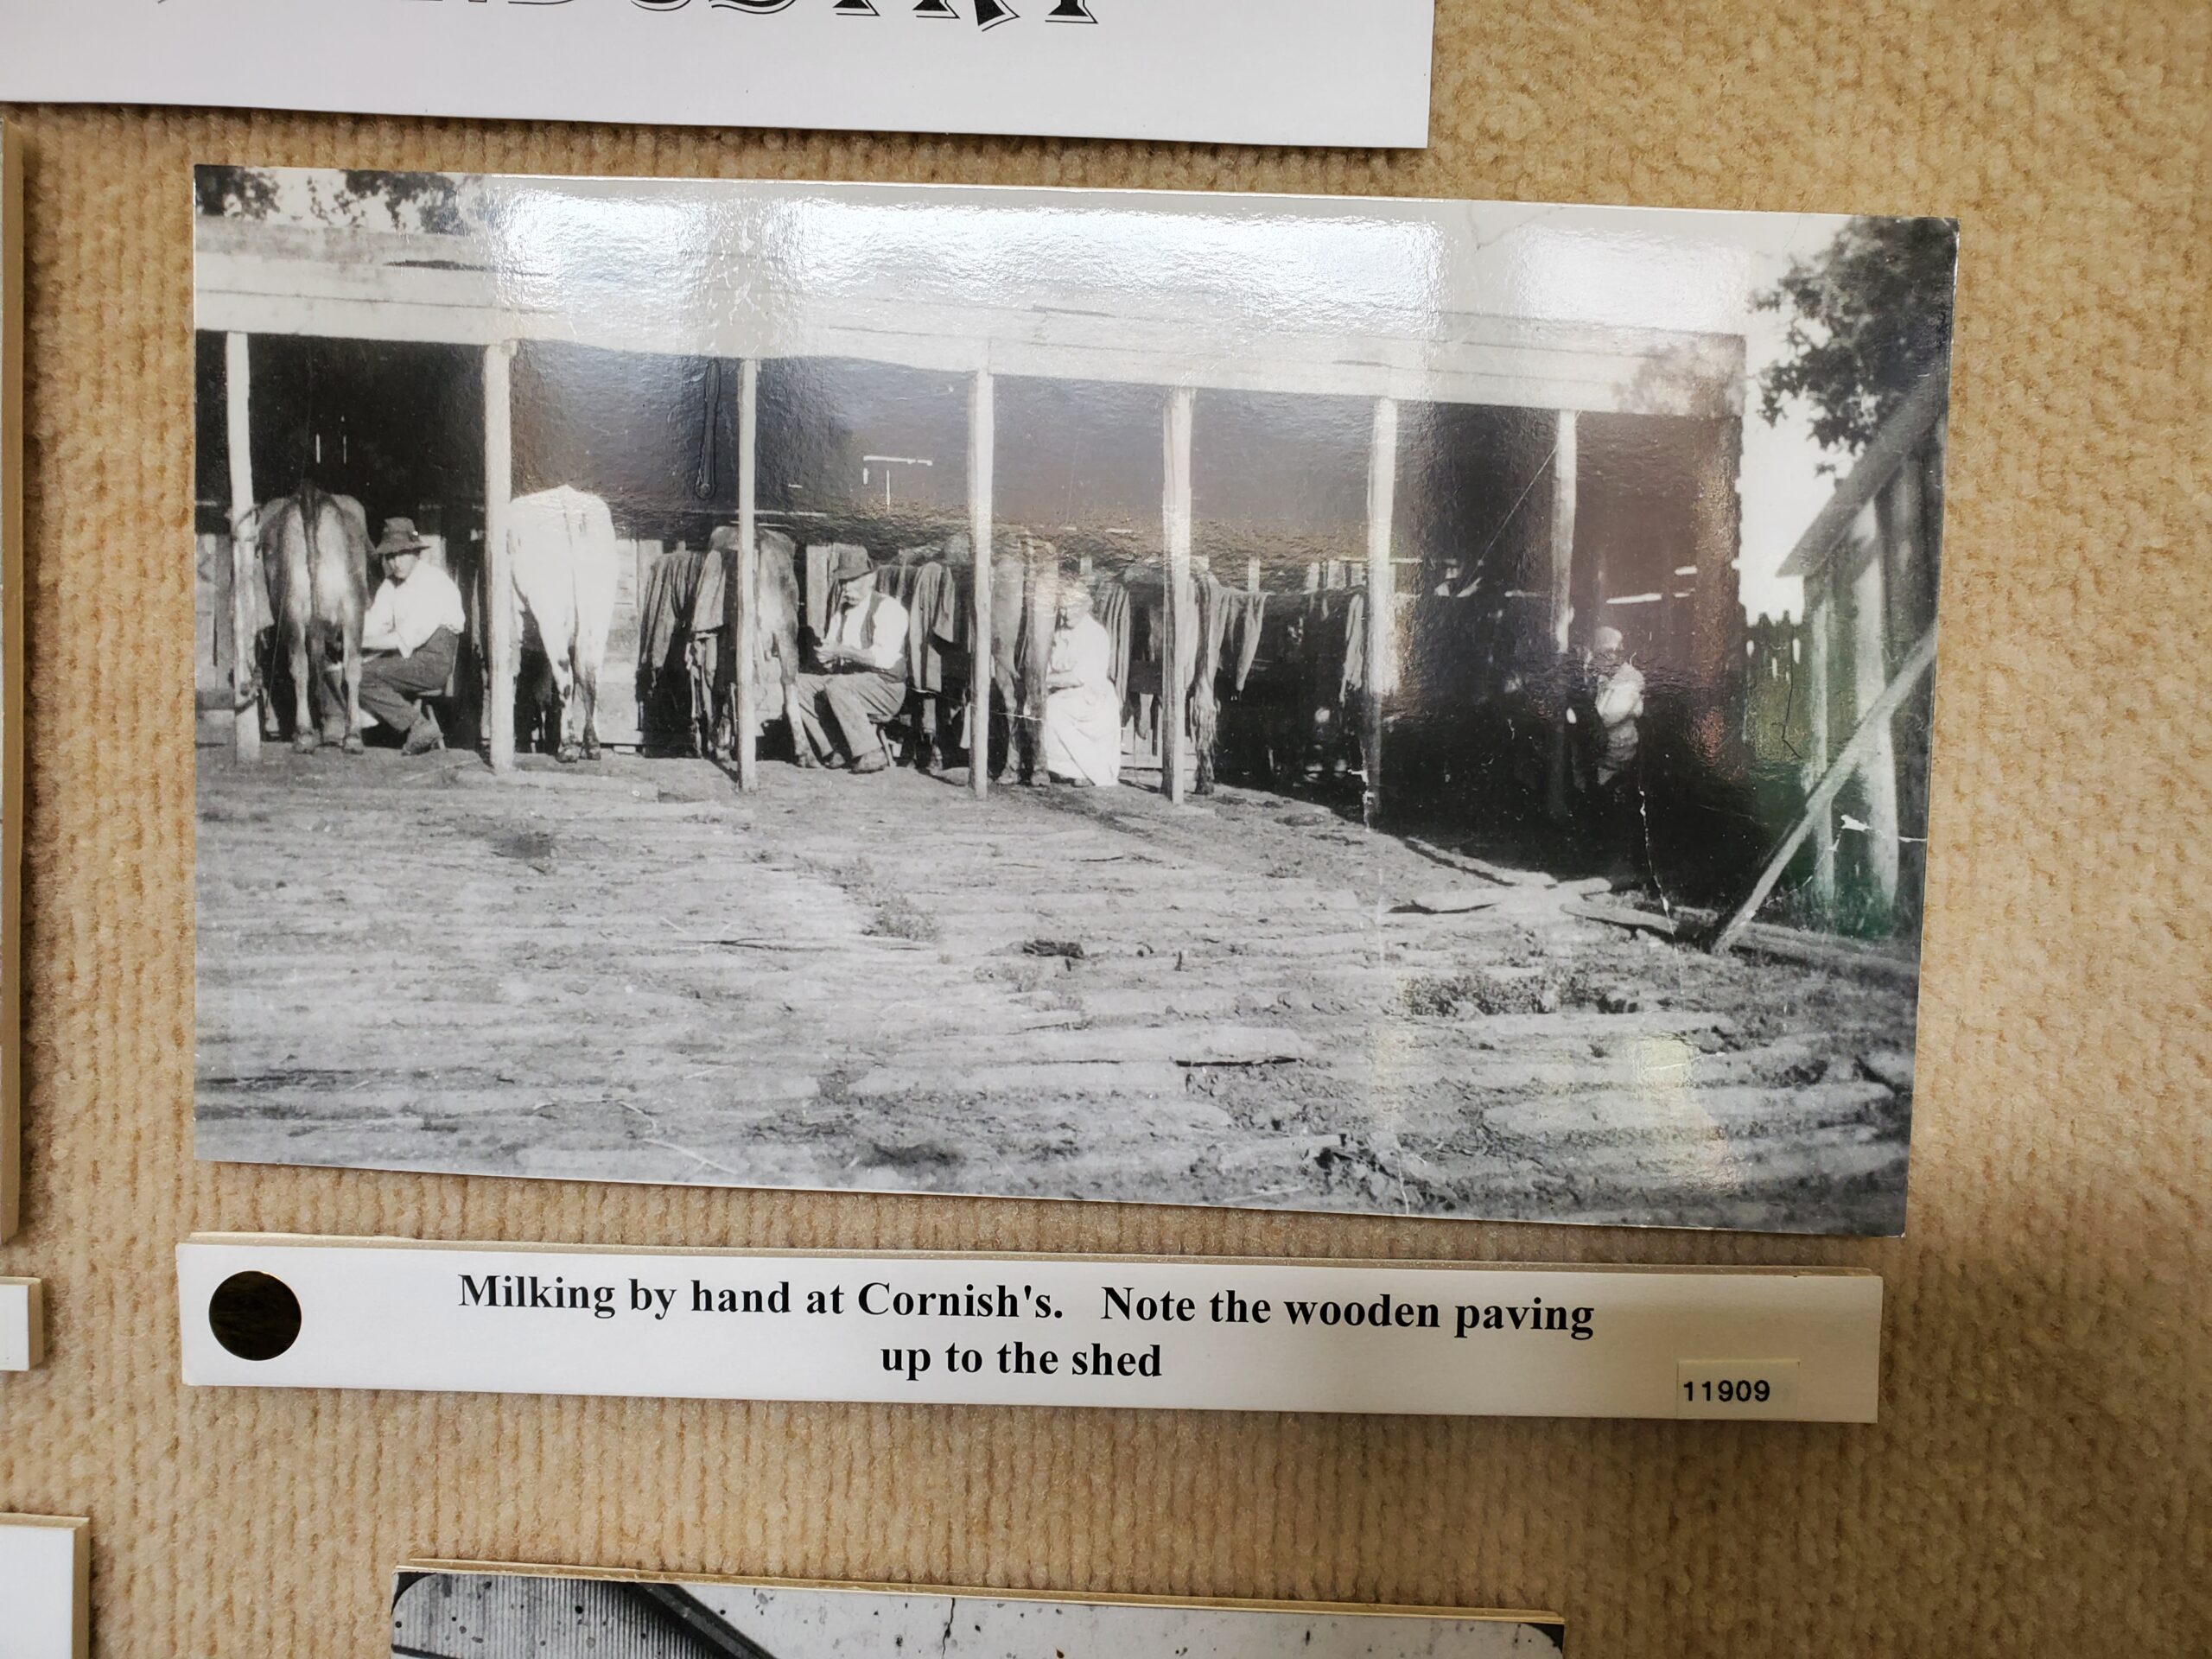 Milking by hand at Cornish's. Note the wooden paving
up to the shed
11909